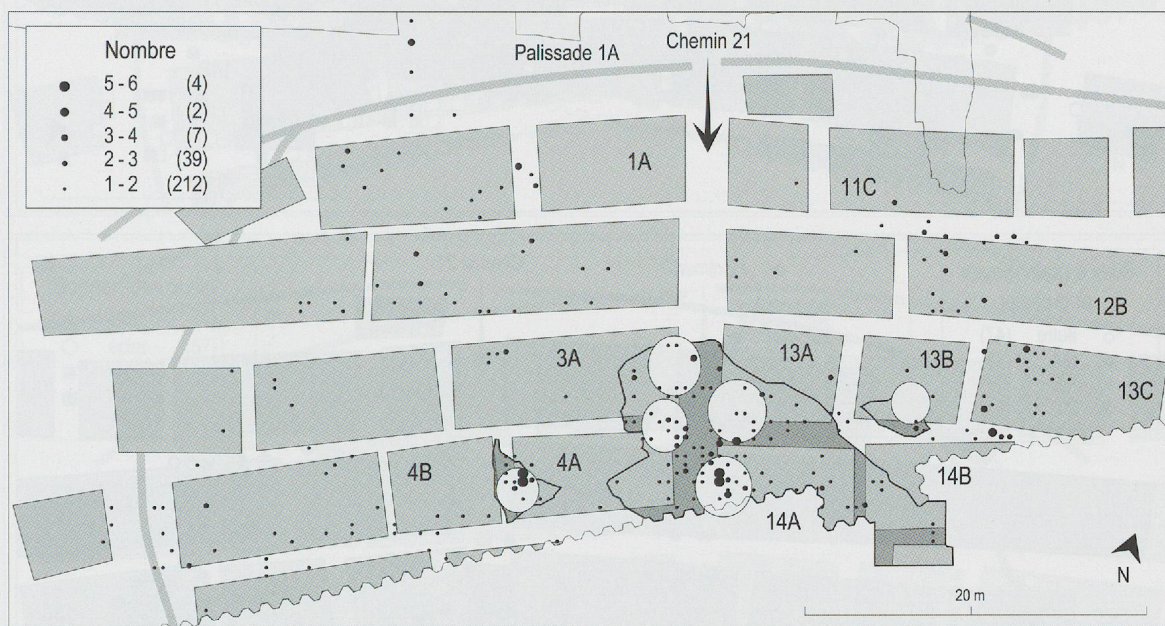 Nombre
5 - 6 (4)
4 - 5 (2)
3 - 4 (7)
2 - 3 (39)
1 - 2 (212)
Palissade 1A
Chemin 21
1A
11C
12B
3A
13A
13B
13C
4B
4A
14B
14A
N
20 m